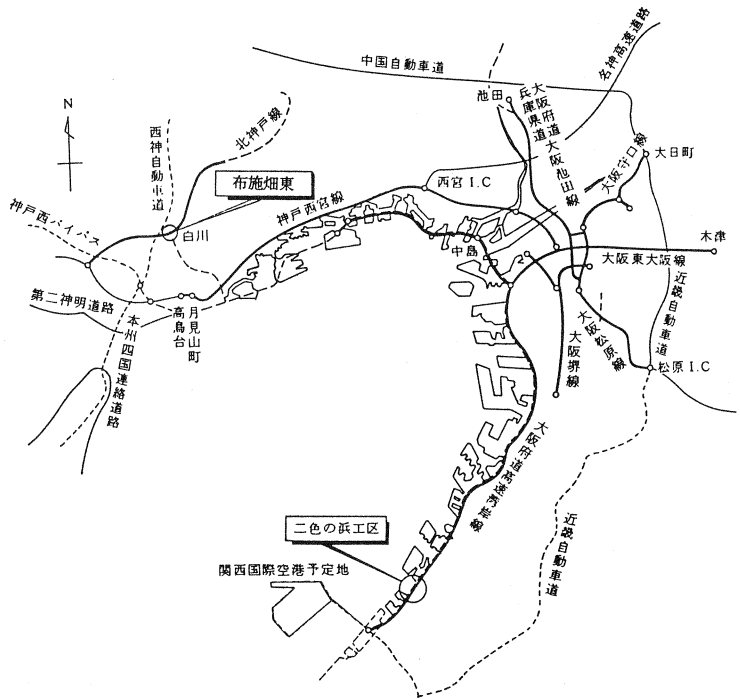 中国自動車道
名神高速道路
池田
兵庫県道
大阪府道
大阪池田線
大阪守口線
大日町
N
西神自動車道
北神戸線
布施畑東
神戸西宮線
西宮I.C
神戸西バイパス
白川
中島
木津
大阪東大阪線
近畿自動車道
第二神明道路
月見山町
高鳥台
本州四国連絡道路
大阪堺線
大阪松原線
松原I.C
大阪府道高速湾岸線
二色の浜工区
関西国際空港予定地
近畿自動車道